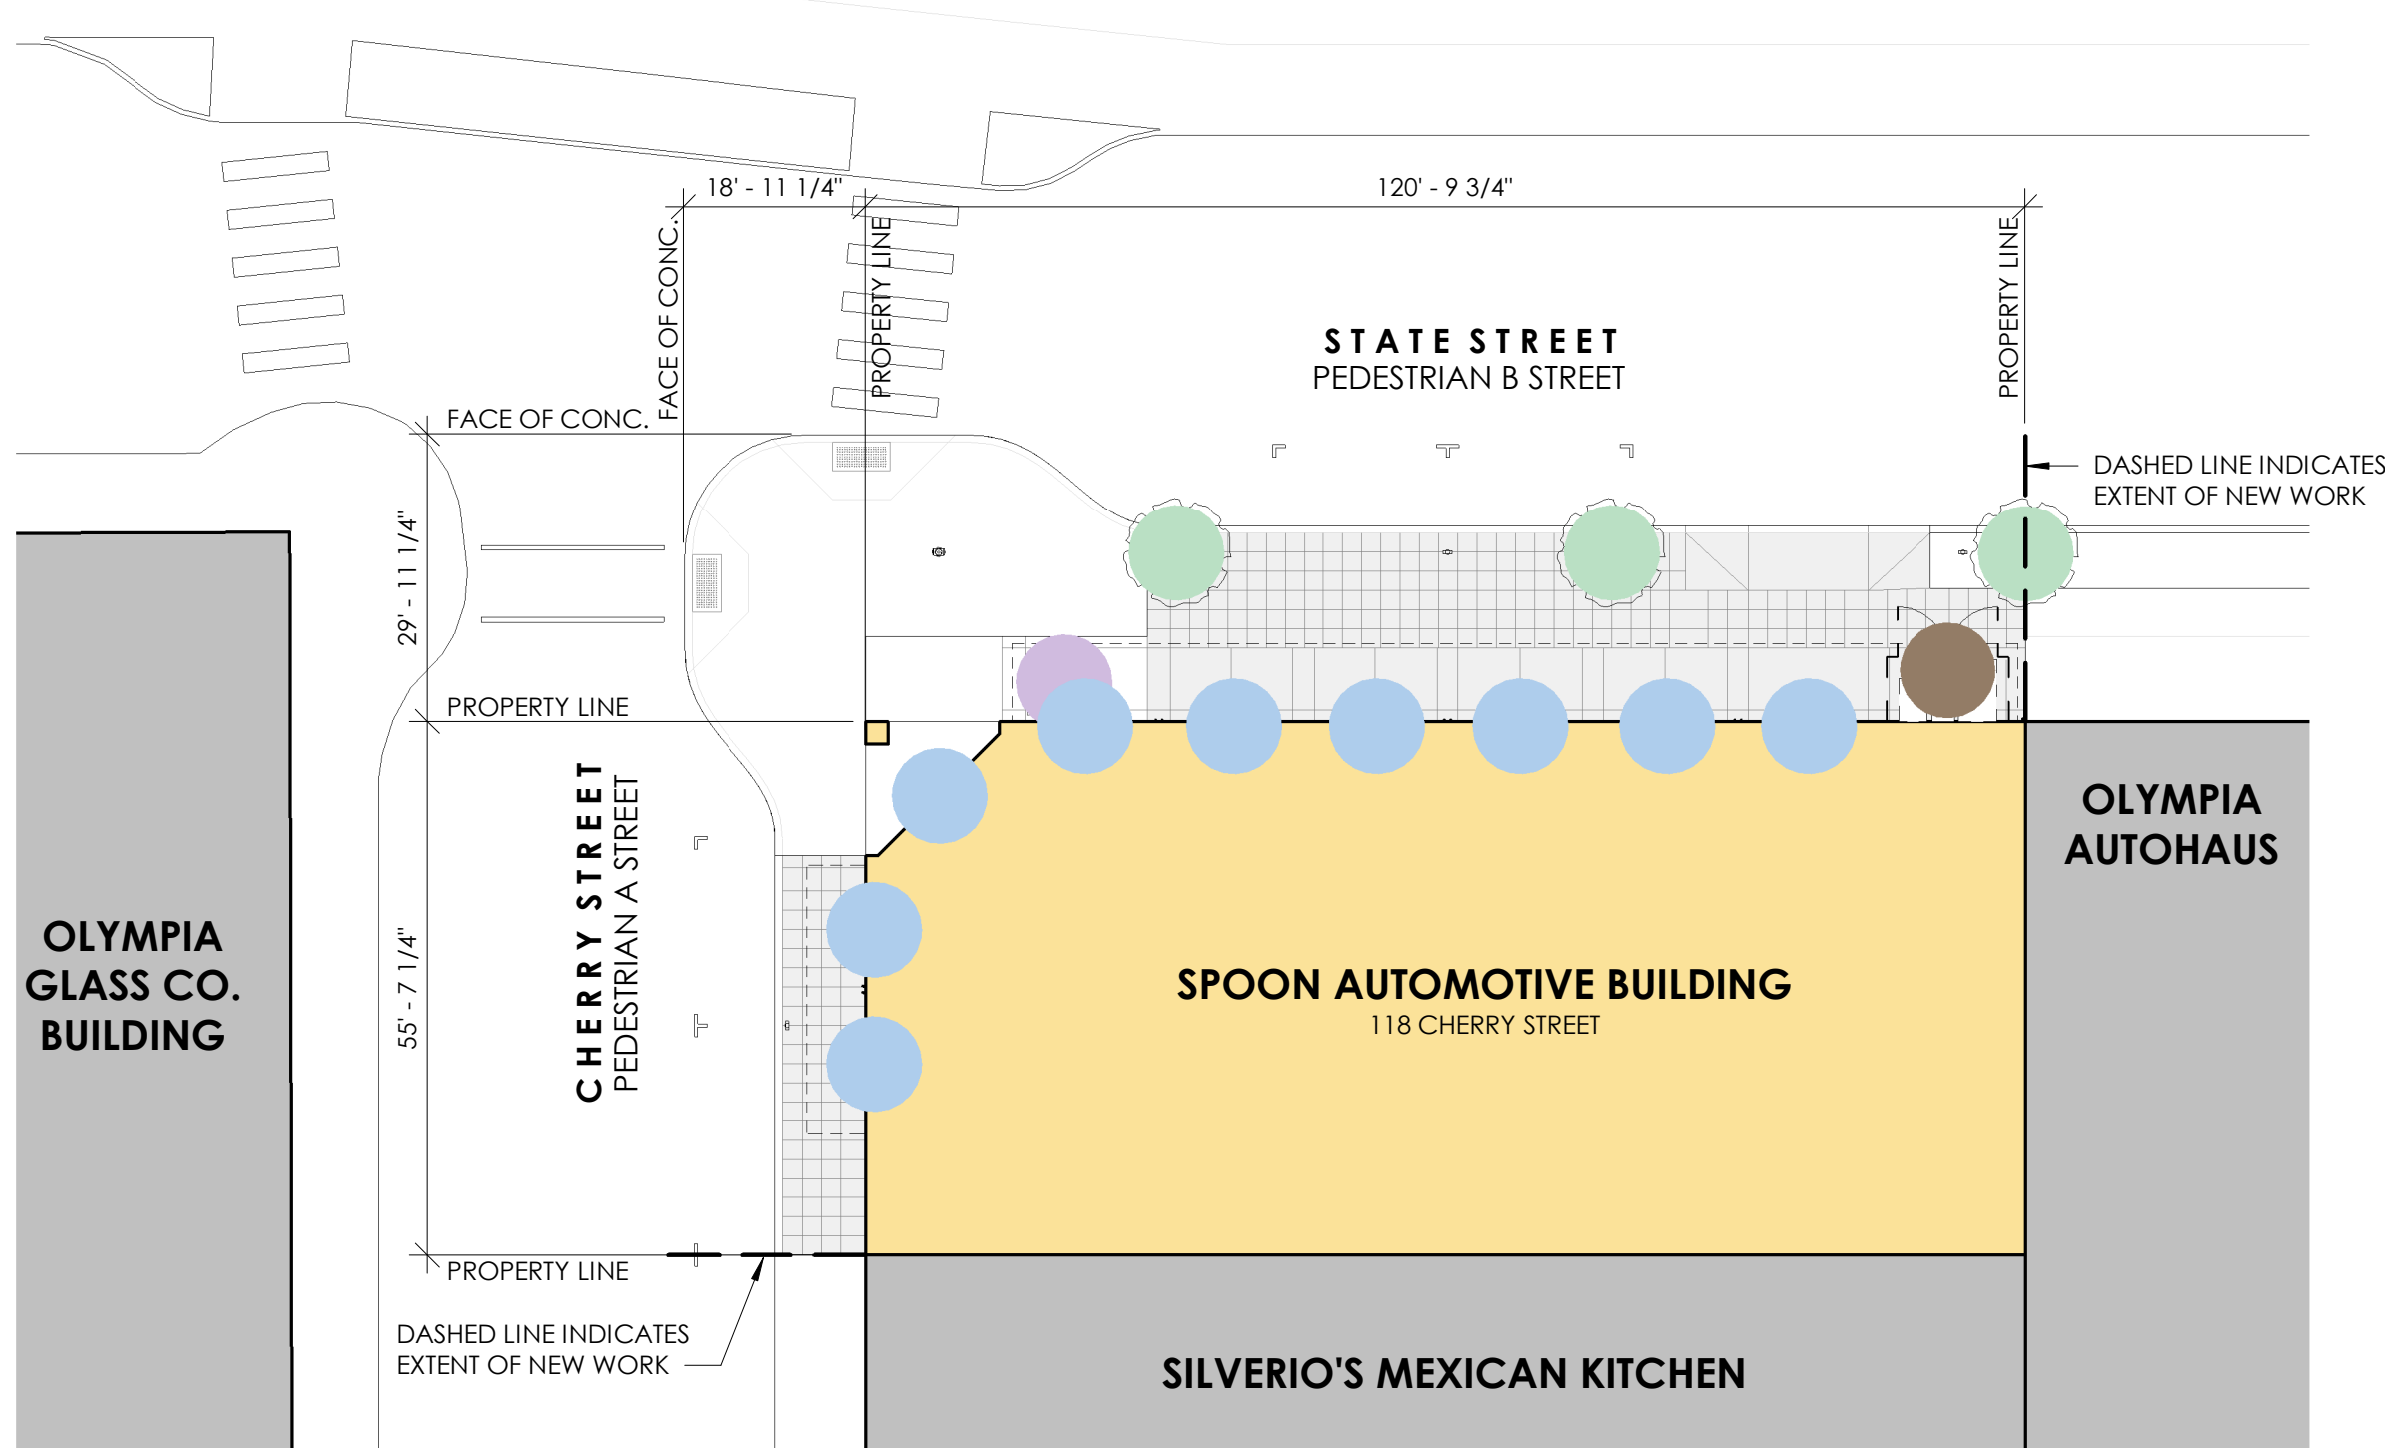 18' - 11 1/4"
120' - 9 3/4"
FACE OF CONC.
PROPERTY LINE
PROPERTY LINE
STATE STREET
PEDESTRIAN B STREET
FACE OF CONC.
DASHED LINE INDICATES
EXTENT OF NEW WORK
29' - 11 1/4"
PROPERTY LINE
CHERRY STREET
PEDESTRIAN A STREET
OLYMPIA
AUTOHAUS
OLYMPIA
GLASS CO.
BUILDING
55' - 7 1/4"
SPOON AUTOMOTIVE BUILDING
118 CHERRY STREET
PROPERTY LINE
DASHED LINE INDICATES
EXTENT OF NEW WORK
SILVERIO'S MEXICAN KITCHEN